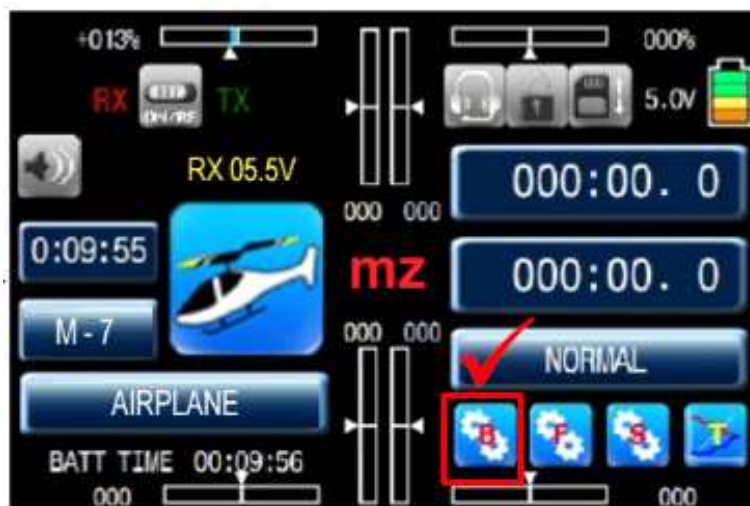 +013%
000%
RX
ON/RF
TX
5.0V
RX 05.5V
000:00. 0
000 000
0:09:55
mz
000:00. 0
M-7
000 000
NORMAL
AIRPLANE
B F S T
BATT TIME 00:09:56
000
000